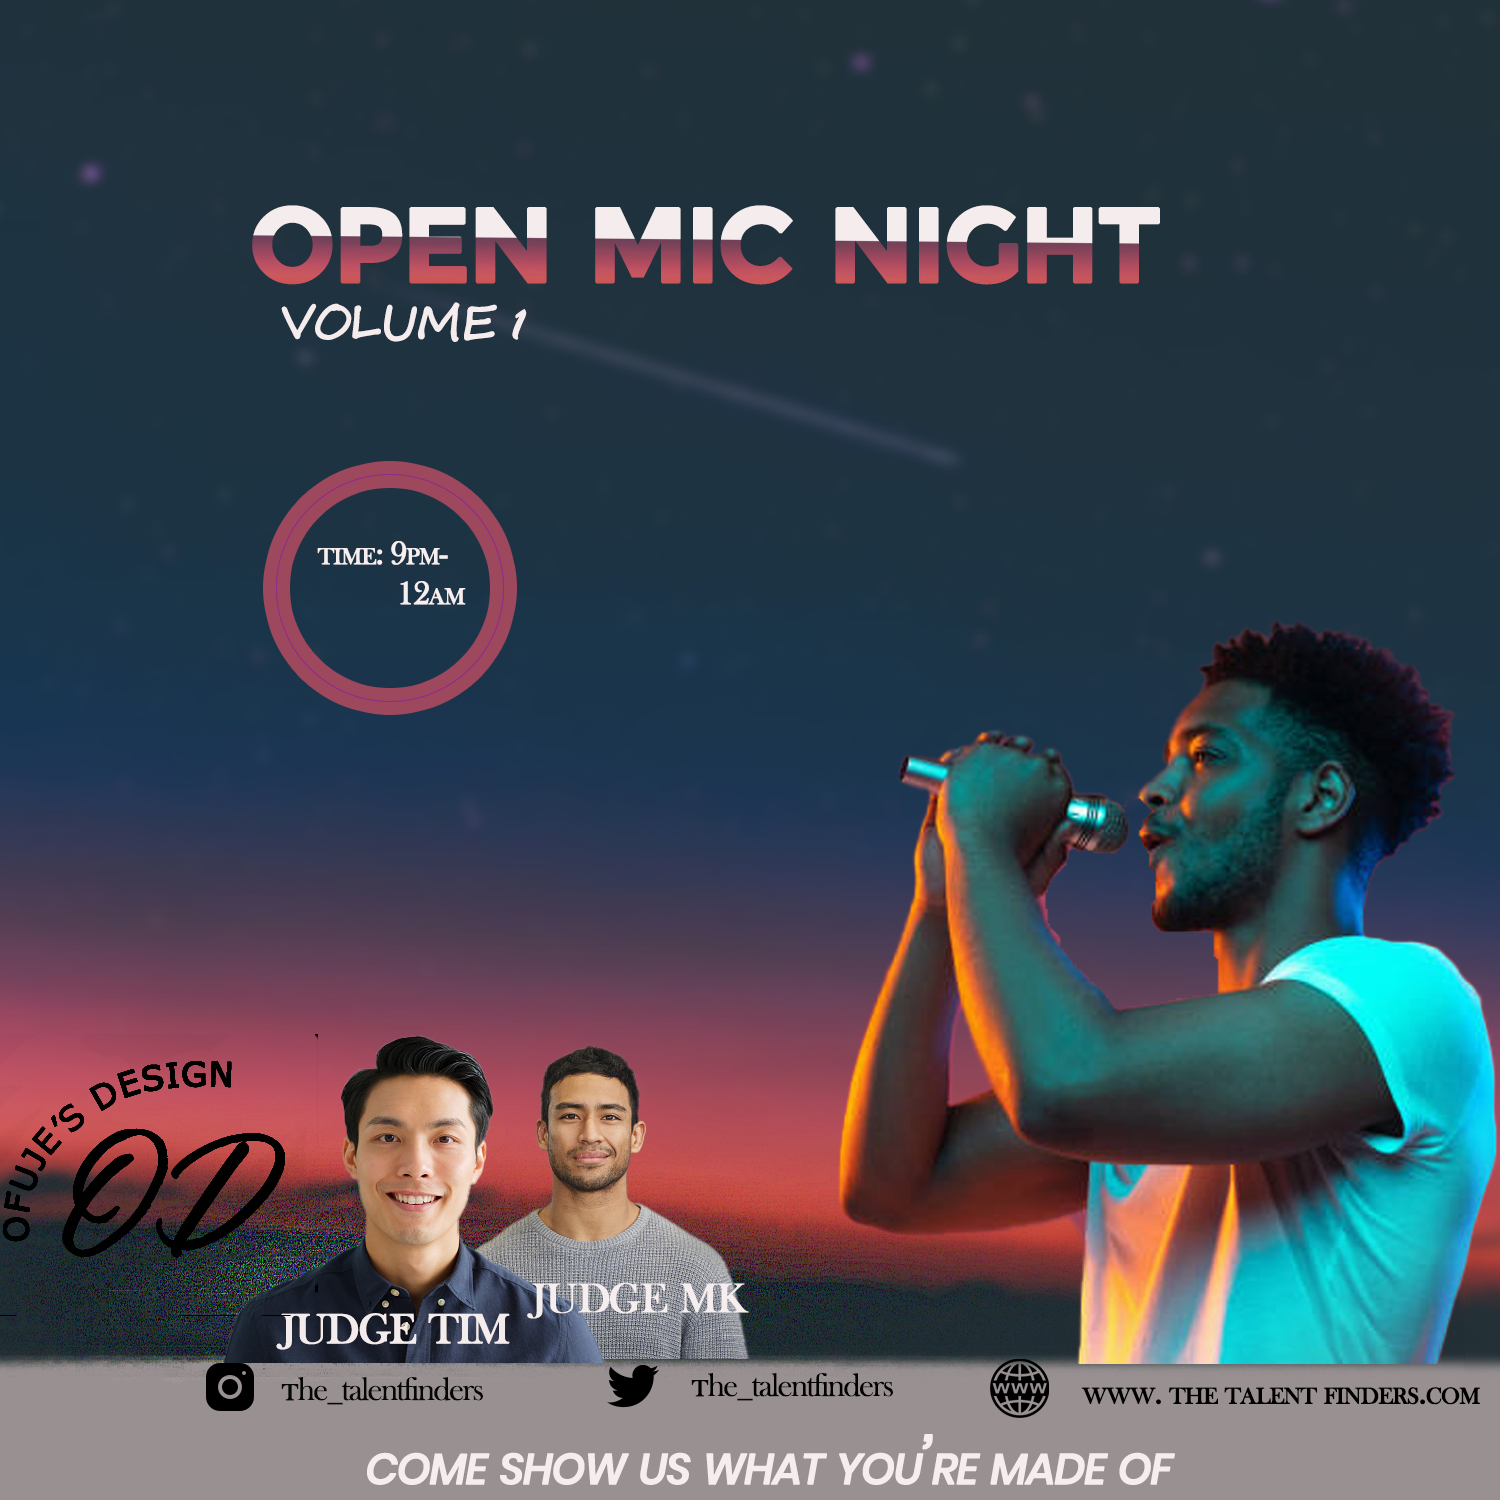 OPEN MIC NIGHT
VOLUME 1
TIME: 9PM-
12AM
OFUJE'S DESIGN
OD
JUDGE TIM
JUDGE MK
The_talentfinders
The_talentfinders
WWW
WWW. THE TALENT FINDERS.COM
COME SHOW US WHAT YOU'RE MADE OF